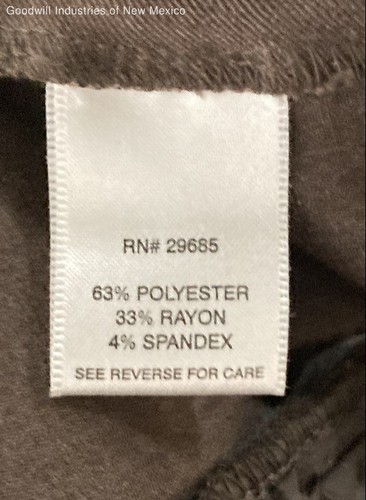 Goodwill Industries of New Mexico
RN# 29685
63% POLYESTER
33% RAYON
4% SPANDEX
SEE REVERSE FOR CARE